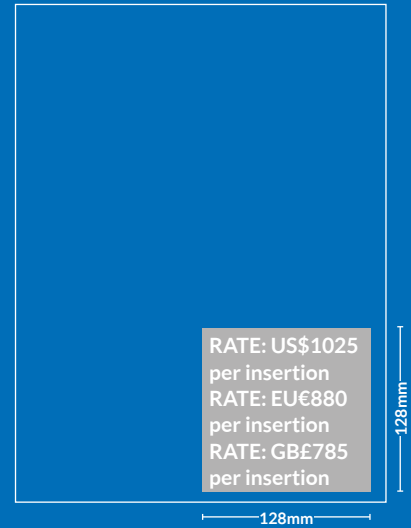 RATE: US$1025
per insertion
RATE: EU€880
per insertion
RATE: GB£785
per insertion
128mm
128mm